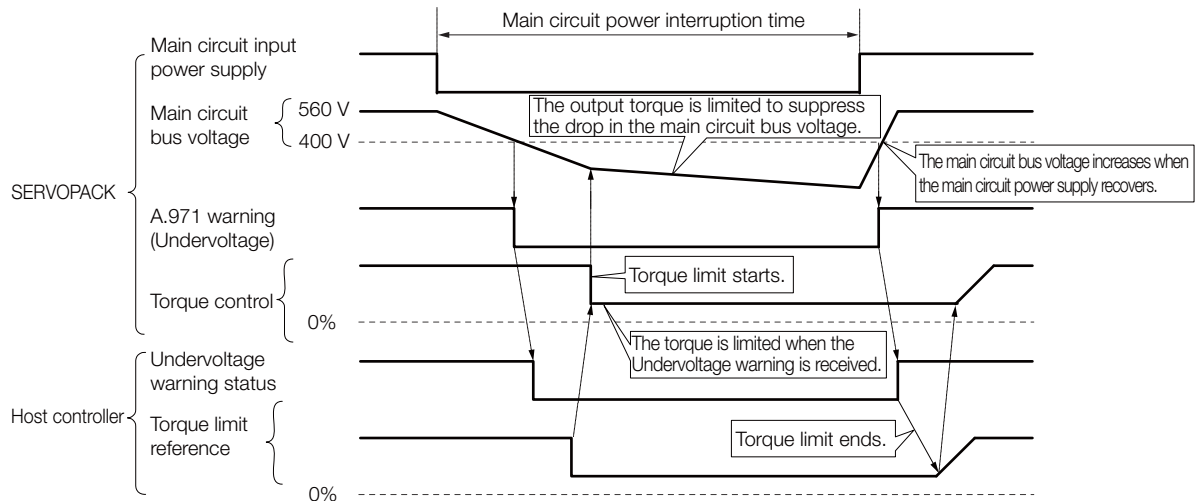 Main circuit power interruption time
Main circuit input
power supply
Main circuit
bus voltage
560 V
400 V
The output torque is limited to suppress
the drop in the main circuit bus voltage.
The main circuit bus voltage increases when
the main circuit power supply recovers.
SERVOPACK
A.971 warning
(Undervoltage)
Torque limit starts.
Torque control
0%
The torque is limited when the
Undervoltage warning is received.
Undervoltage
warning status
Host controller
Torque limit
reference
Torque limit ends.
0%